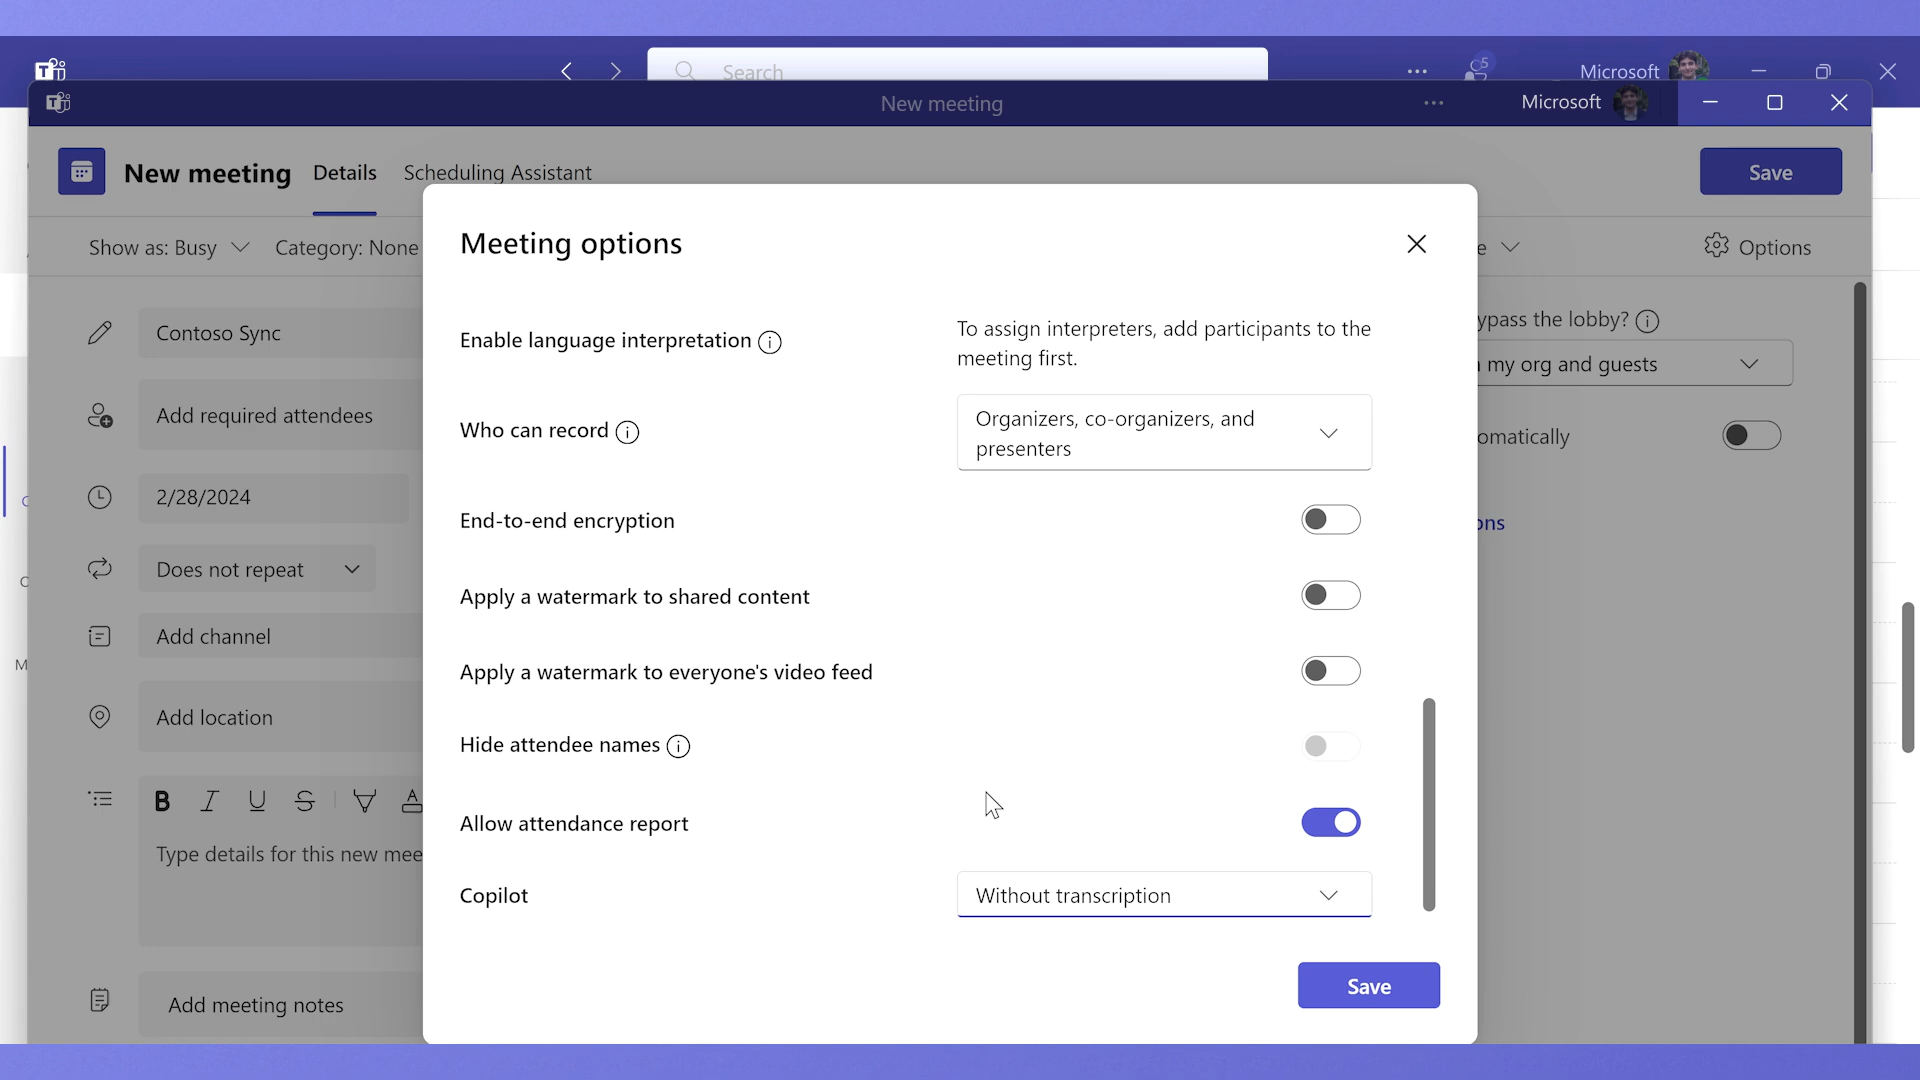 Search
5
Microsoft
New meeting
Microsoft
New meeting
Details
Scheduling Assistant
Save
Show as: Busy
Category: None
Options
Meeting options
Contoso Sync
Enable language interpretation
To assign interpreters, add participants to the
meeting first.
ypass the lobby?
my org and guests
Add required attendees
Who can record
Organizers, co-organizers, and
presenters
omatically
2/28/2024
End-to-end encryption
ons
Does not repeat
Apply a watermark to shared content
Add channel
Apply a watermark to everyone's video feed
Add location
Hide attendee names
B I U S A
Allow attendance report
Type details for this new mee
Copilot
Without transcription
Save
Add meeting notes